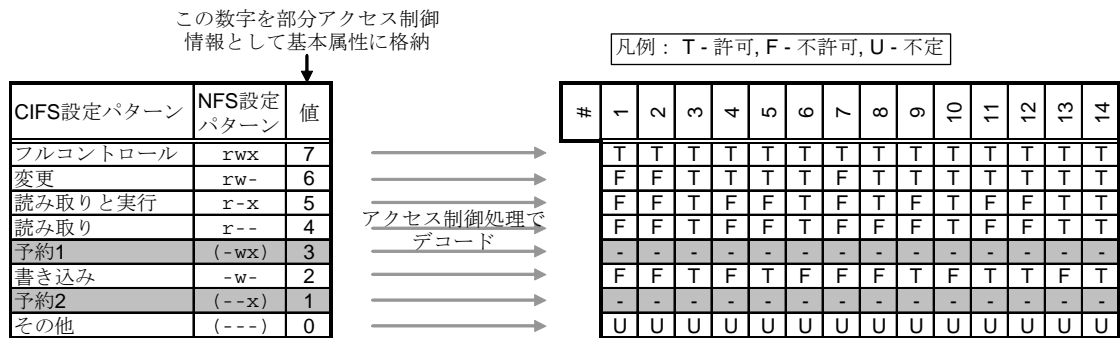 この数字を部分アクセス制御
情報として基本属性に格納
凡例： T - 許可, F - 不許可, U - 不定
CIFS設定パターン NFS設定パターン 値
# 1 2 3 4 5 6 7 8 9 10 11 12 13 14
フルコントロール rwx 7 T T T T T T T T T T T T T T
変更 rw- 6 F F T T T T F T T T T T T T
読み取りと実行 r-x 5 F F T F F T F F T T F F T T
読み取り r-- 4 F F T F F T F F F T F F T T
アクセス制御処理で
デコード
予約1 (-wx) 3 - - - - - - - - - - - - - -
書き込み -w- 2 F F T F T F F F T F T T F T
予約2 (--x) 1 - - - - - - - - - - - - - -
その他 (---) 0 U U U U U U U U U U U U U U